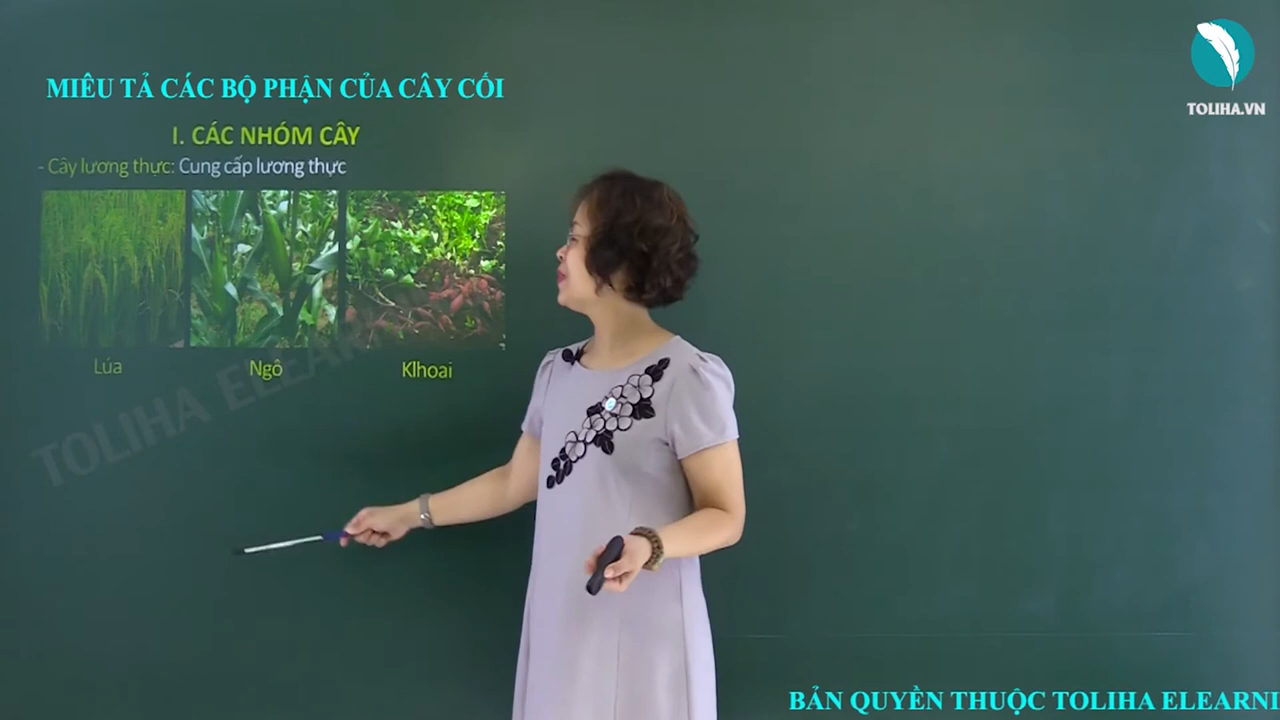 MIÊU TẢ CÁC BỘ PHẬN CỦA CÂY CỐI
I. CÁC NHÓM CÂY
- Cây lương thực: Cung cấp lương thực
Lúa Ngô Klhoai
TOLIHA ELEARNI
TOLIHA.VN
BẢN QUYỀN THUỘC TOLIHA ELEARNI